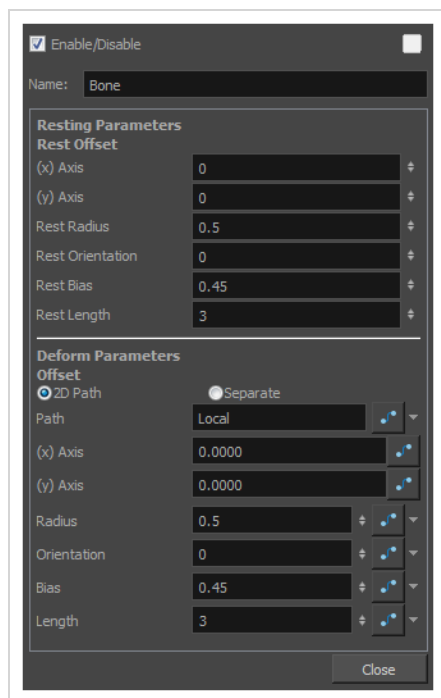 Enable/Disable
Name: Bone
Resting Parameters
Rest Offset
(x) Axis 0
(y) Axis 0
Rest Radius 0.5
Rest Orientation 0
Rest Bias 0.45
Rest Length 3
Deform Parameters
Offset
2D Path Separate
Path Local
(x) Axis 0.0000
(y) Axis 0.0000
Radius 0.5
Orientation 0
Bias 0.45
Length 3
Close